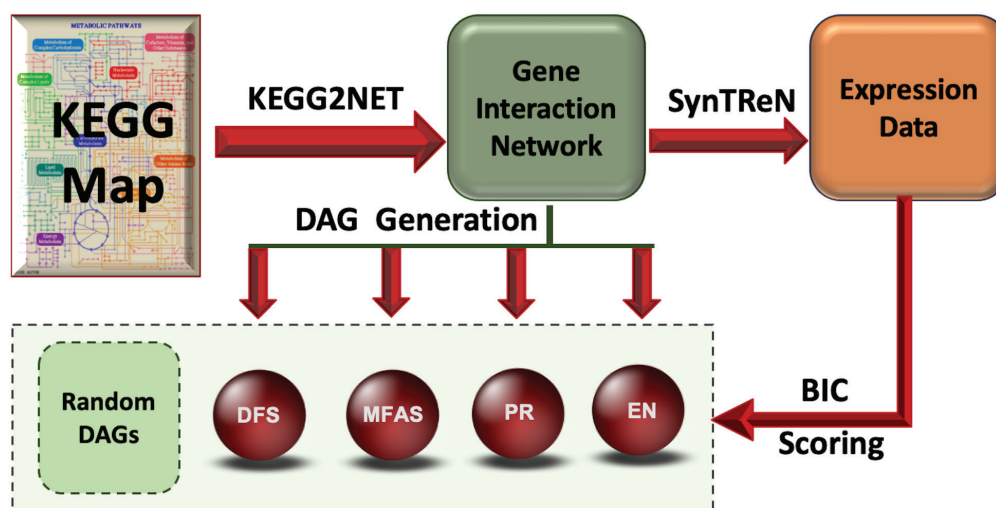 METABOLIC PATHWAYS
KEGG
Map
KEGG2NET
Gene
Interaction
Network
SynTReN
Expression
Data
DAG Generation
Random
DAGs
DFS
MFAS
PR
EN
BIC
Scoring